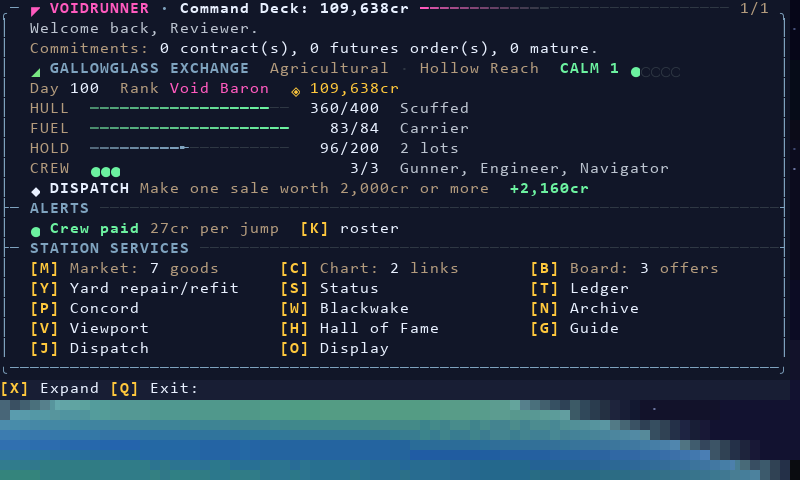 VOIDRUNNER · Command Deck: 109,638cr 1/1
Welcome back, Reviewer.
Commitments: 0 contract(s), 0 futures order(s), 0 mature.
GALLOWGLASS EXCHANGE Agricultural · Hollow Reach CALM 1
Day 100 Rank Void Baron 109,638cr
HULL 360/400 Scuffed
FUEL 83/84 Carrier
HOLD 96/200 2 lots
CREW 3/3 Gunner, Engineer, Navigator
DISPATCH Make one sale worth 2,000cr or more +2,160cr
ALERTS
Crew paid 27cr per jump [K] roster
STATION SERVICES
[M] Market: 7 goods [C] Chart: 2 links [B] Board: 3 offers
[Y] Yard repair/refit [S] Status [T] Ledger
[P] Concord [W] Blackwake [N] Archive
[V] Viewport [H] Hall of Fame [G] Guide
[J] Dispatch [O] Display
[X] Expand [Q] Exit: